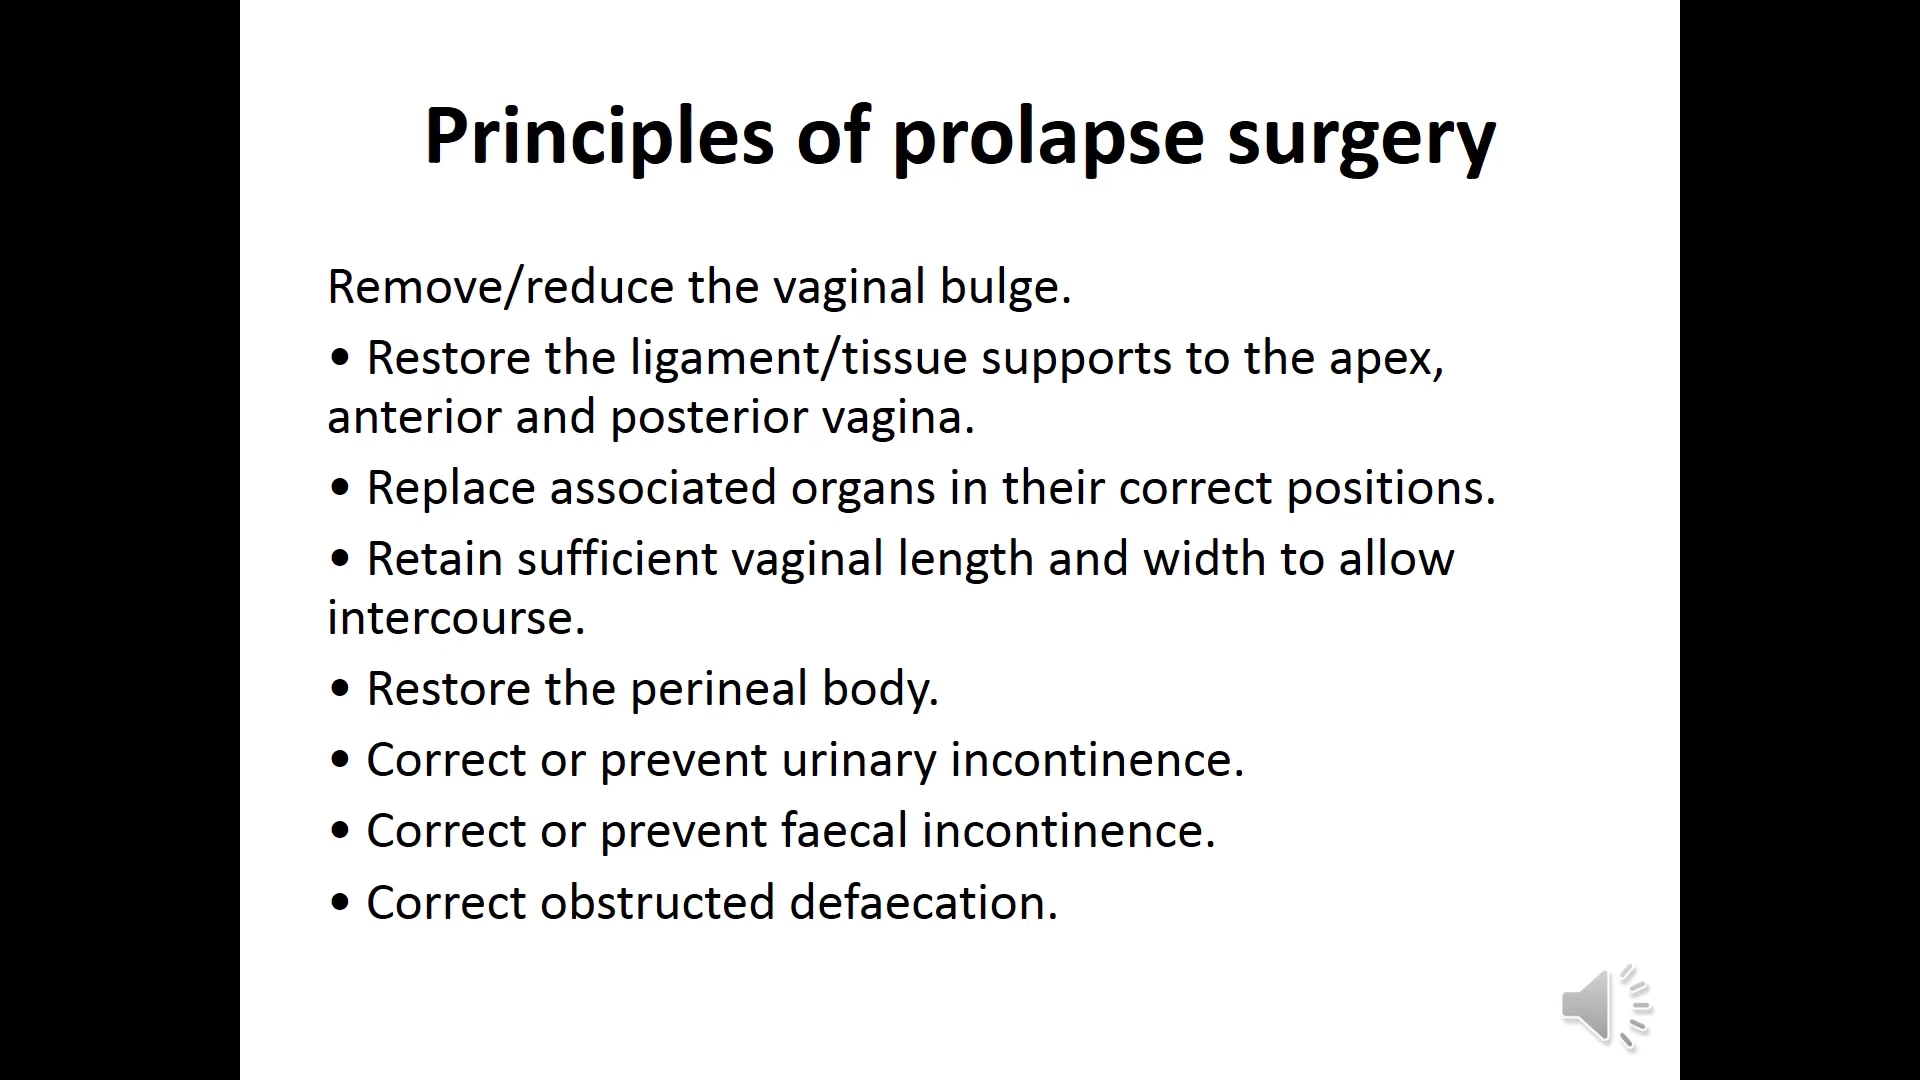 Principles of prolapse surgery
Remove/reduce the vaginal bulge.
• Restore the ligament/tissue supports to the apex,
anterior and posterior vagina.
• Replace associated organs in their correct positions.
• Retain sufficient vaginal length and width to allow
intercourse.
• Restore the perineal body.
• Correct or prevent urinary incontinence.
• Correct or prevent faecal incontinence.
• Correct obstructed defaecation.